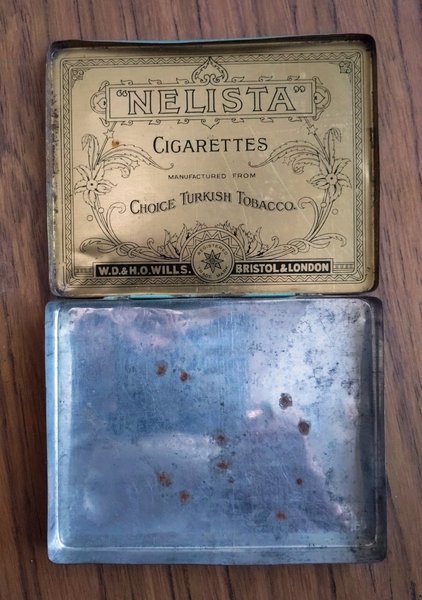 "NELISTA"
CIGARETTES
MANUFACTURED FROM
CHOICE TURKISH TOBACCO.
W.D.& H.O. WILLS. BRISTOL & LONDON